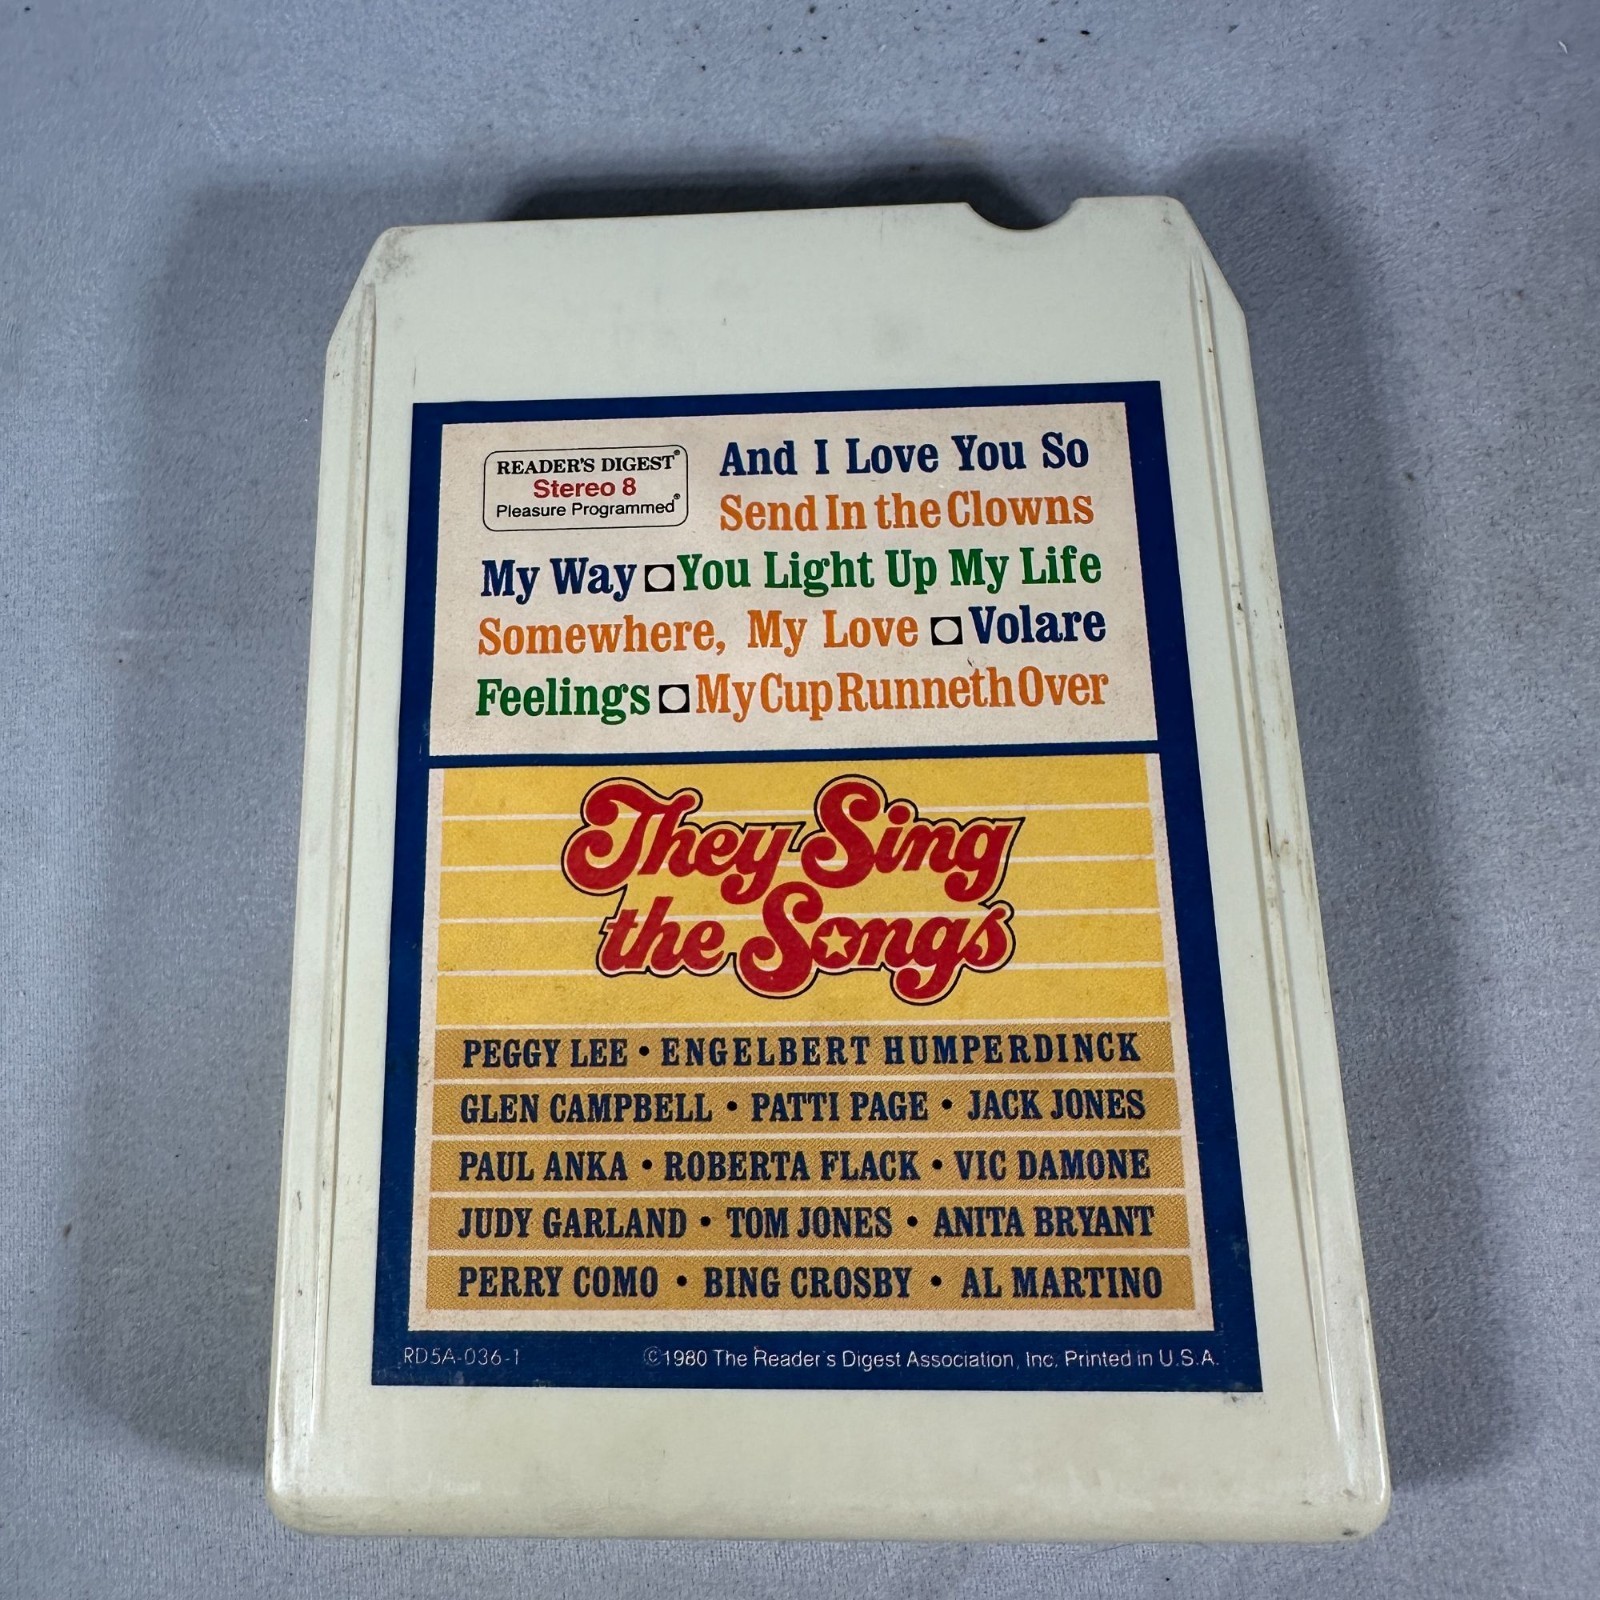 READER'S DIGEST®
Stereo 8
Pleasure Programmed®
And I Love You So
Send In the Clowns
My Way You Light Up My Life
Somewhere, My Love Volare
Feelings My Cup Runneth Over
They Sing
the Songs
PEGGY LEE • ENGELBERT HUMPERDINCK
GLEN CAMPBELL • PATTI PAGE • JACK JONES
PAUL ANKA • ROBERTA FLACK • VIC DAMONE
JUDY GARLAND • TOM JONES • ANITA BRYANT
PERRY COMO • BING CROSBY • AL MARTINO
RD5A-036-1 ©1980 The Reader's Digest Association, Inc. Printed in U.S.A.